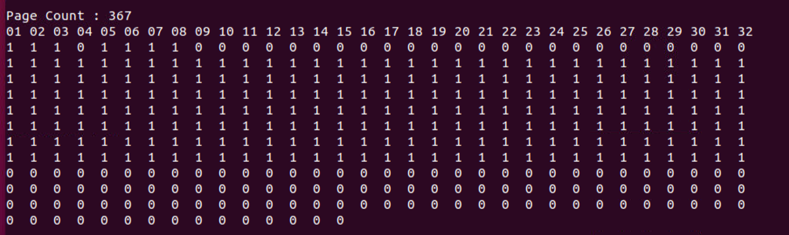 Page Count : 367
01 02 03 04 05 06 07 08 09 10 11 12 13 14 15 16 17 18 19 20 21 22 23 24 25 26 27 28 29 30 31 32
1 1 1 0 1 1 1 1 0 0 0 0 0 0 0 0 0 0 0 0 0 0 0 0 0 0 0 0 0 0 0 0
1 1 1 1 1 1 1 1 1 1 1 1 1 1 1 1 1 1 1 1 1 1 1 1 1 1 1 1 1 1 1 1
1 1 1 1 1 1 1 1 1 1 1 1 1 1 1 1 1 1 1 1 1 1 1 1 1 1 1 1 1 1 1 1
1 1 1 1 1 1 1 1 1 1 1 1 1 1 1 1 1 1 1 1 1 1 1 1 1 1 1 1 1 1 1 1
1 1 1 1 1 1 1 1 1 1 1 1 1 1 1 1 1 1 1 1 1 1 1 1 1 1 1 1 1 1 1 1
1 1 1 1 1 1 1 1 1 1 1 1 1 1 1 1 1 1 1 1 1 1 1 1 1 1 1 1 1 1 1 1
1 1 1 1 1 1 1 1 1 1 1 1 1 1 1 1 1 1 1 1 1 1 1 1 1 1 1 1 1 1 1 1
1 1 1 1 1 1 1 1 1 1 1 1 1 1 1 1 1 1 1 1 1 1 1 1 1 1 1 1 1 1 1 1
0 0 0 0 0 0 0 0 0 0 0 0 0 0 0 0 0 0 0 0 0 0 0 0 0 0 0 0 0 0 0 0
0 0 0 0 0 0 0 0 0 0 0 0 0 0 0 0 0 0 0 0 0 0 0 0 0 0 0 0 0 0 0 0
0 0 0 0 0 0 0 0 0 0 0 0 0 0 0 0 0 0 0 0 0 0 0 0 0 0 0 0 0 0 0 0
0 0 0 0 0 0 0 0 0 0 0 0 0 0 0